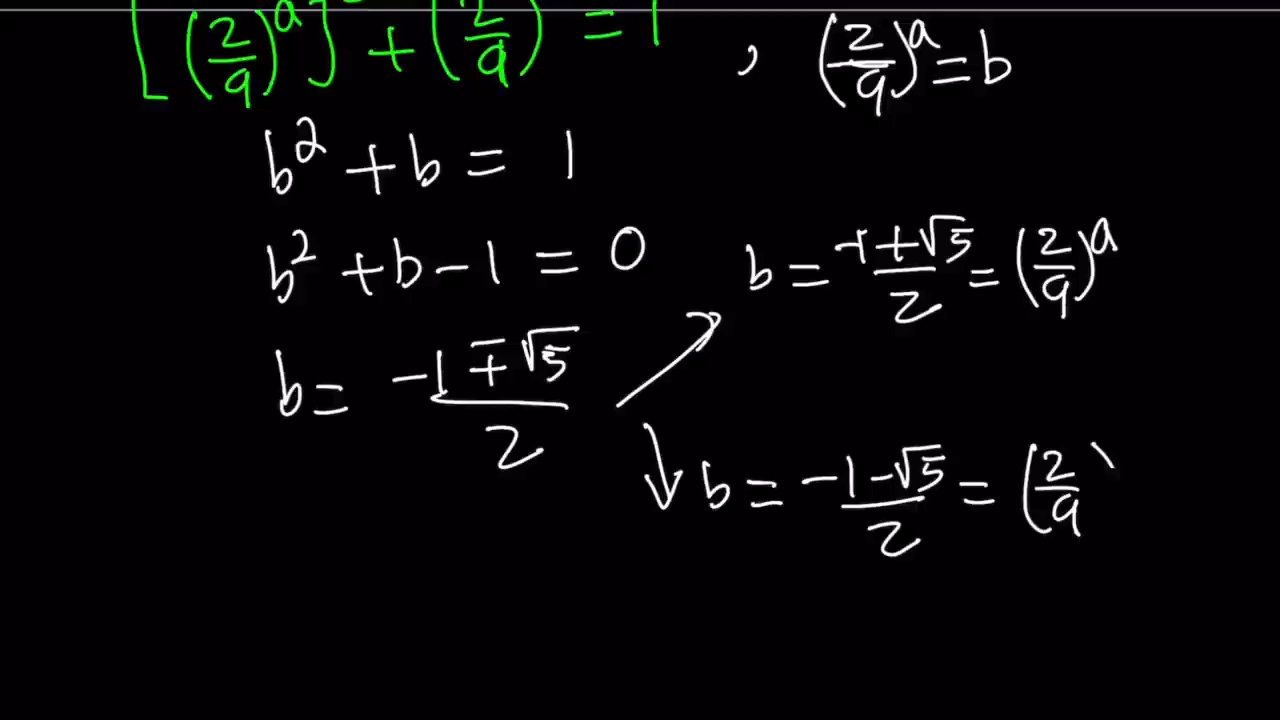 [(2/9)^a]^2 + (2/9) = 1 , (2/9)^a = b
b^2 + b = 1
b^2 + b - 1 = 0
b = (-1 + √5)/2 = (2/9)^a
b = (-1 ∓ √5)/2
b = (-1 - √5)/2 = (2/9)